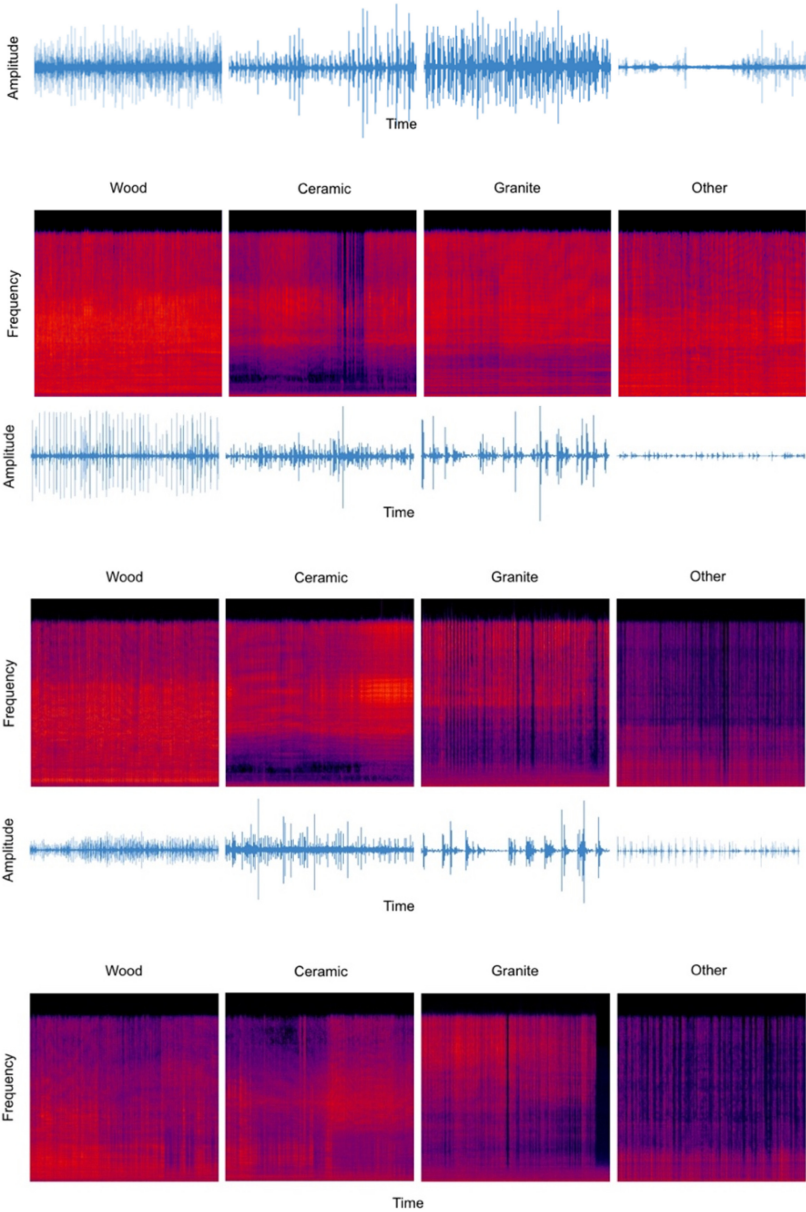 Amplitude
Time
Wood Ceramic Granite Other
Frequency
Amplitude
Time
Wood Ceramic Granite Other
Frequency
Amplitude
Time
Wood Ceramic Granite Other
Frequency
Time